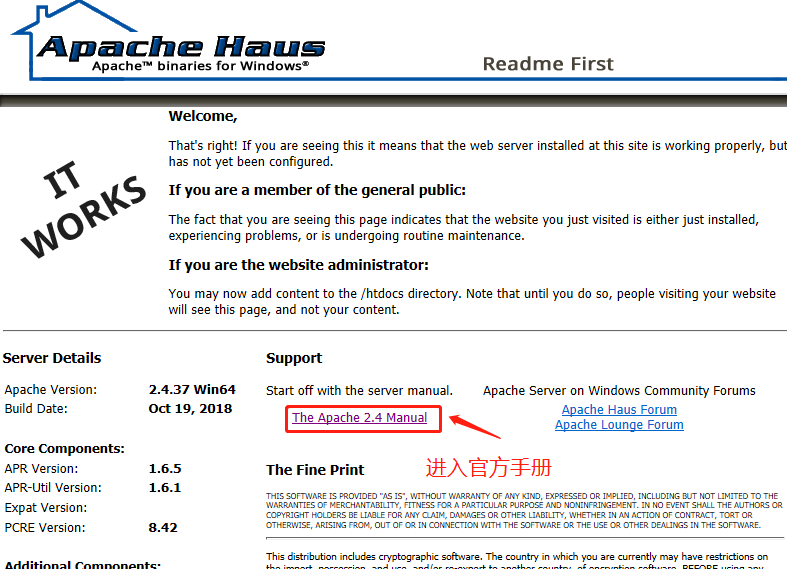 Apache Haus
Apache™ binaries for Windows®
Readme First
IT
WORKS
Welcome,
That's right! If you are seeing this it means that the web server installed at this site is working properly, but
has not yet been configured.
If you are a member of the general public:
The fact that you are seeing this page indicates that the website you just visited is either just installed,
experiencing problems, or is undergoing routine maintenance.
If you are the website administrator:
You may now add content to the /htdocs directory. Note that until you do so, people visiting your website
will see this page, and not your content.
Server Details
Apache Version: 2.4.37 Win64
Build Date: Oct 19, 2018
Core Components:
APR Version: 1.6.5
APR-Util Version: 1.6.1
Expat Version:
PCRE Version: 8.42
Additional Components:
Support
Start off with the server manual.
The Apache 2.4 Manual
Apache Server on Windows Community Forums
Apache Haus Forum
Apache Lounge Forum
进入官方手册
The Fine Print
THIS SOFTWARE IS PROVIDED "AS IS", WITHOUT WARRANTY OF ANY KIND, EXPRESSED OR IMPLIED, INCLUDING BUT NOT LIMITED TO THE
WARRANTIES OF MERCHANTABILITY, FITNESS FOR A PARTICULAR PURPOSE AND NONINFRINGEMENT. IN NO EVENT SHALL THE AUTHORS OR
COPYRIGHT HOLDERS BE LIABLE FOR ANY CLAIM, DAMAGES OR OTHER LIABILITY, WHETHER IN AN ACTION OF CONTRACT, TORT OR
OTHERWISE, ARISING FROM, OUT OF OR IN CONNECTION WITH THE SOFTWARE OR THE USE OR OTHER DEALINGS IN THE SOFTWARE.
This distribution includes cryptographic software. The country in which you are currently may have restrictions on
the import, possession, and use, and/or re-export to another country, of encryption software. BEFORE using any